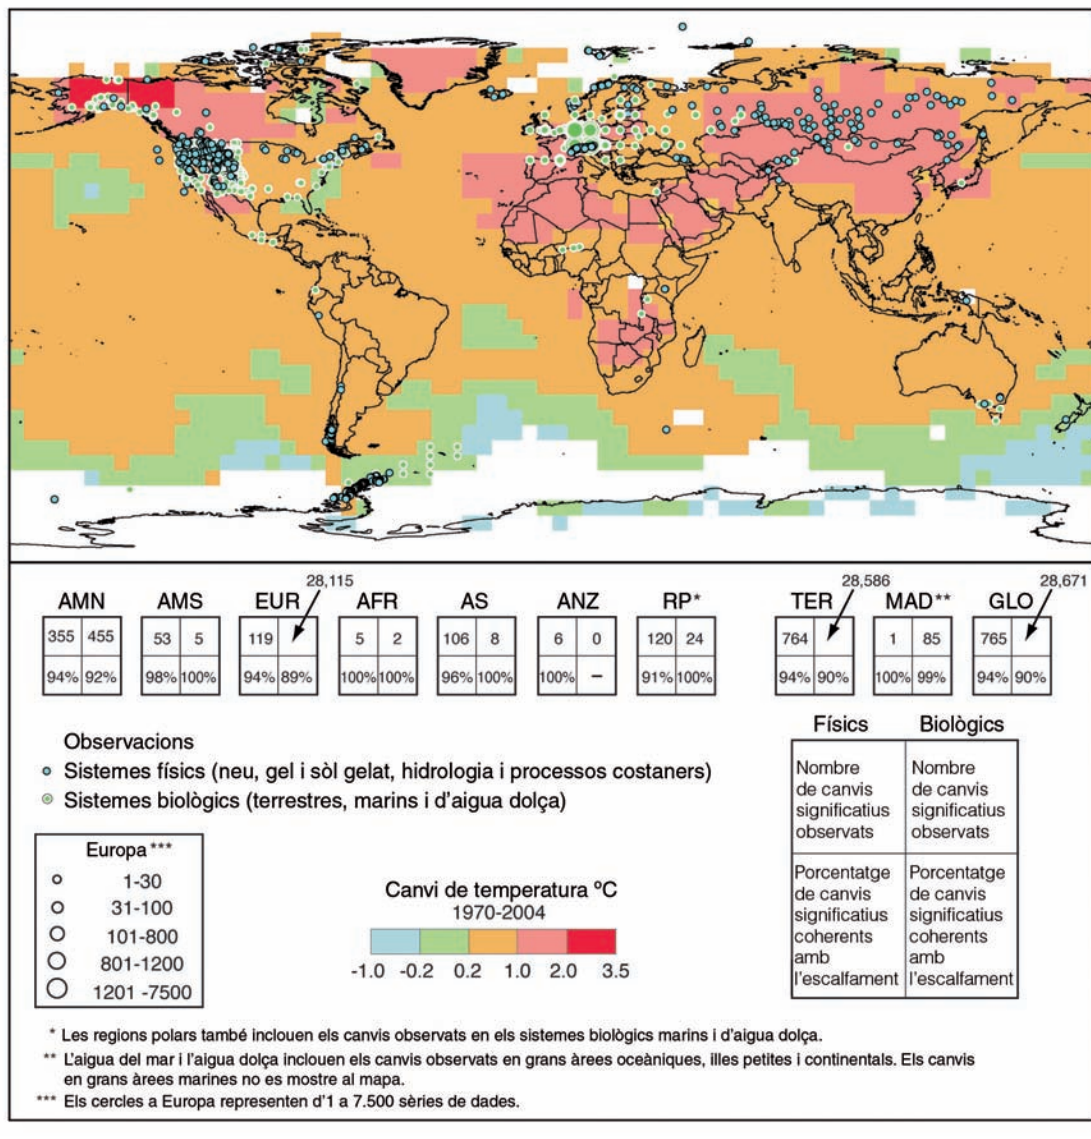 28,115
28,586
28,671
AMN AMS EUR AFR AS ANZ RP* TER MAD** GLO
355 455 53 5 119 5 2 106 8 6 0 120 24 764 1 85 765
94% 92% 98% 100% 94% 89% 100% 100% 96% 100% 100% – 91% 100% 94% 90% 100% 99% 94% 90%
Observacions
Sistemes físics (neu, gel i sòl gelat, hidrologia i processos costaners)
Sistemes biològics (terrestres, marins i d'aigua dolça)
Físics Biològics
Nombre
de canvis
significatius
observats
Nombre
de canvis
significatius
observats
Porcentatge
de canvis
significatius
coherents
amb
l'escalfament
Porcentatge
de canvis
significatius
coherents
amb
l'escalfament
Europa ***
1-30
31-100
101-800
801-1200
1201 -7500
Canvi de temperatura ºC
1970-2004
-1.0 -0.2 0.2 1.0 2.0 3.5
* Les regions polars també inclouen els canvis observats en els sistemes biològics marins i d'aigua dolça.
** L'aigua del mar i l'aigua dolça inclouen els canvis observats en grans àrees oceàniques, illes petites i continentals. Els canvis
en grans àrees marines no es mostre al mapa.
*** Els cercles a Europa representen d'1 a 7.500 sèries de dades.